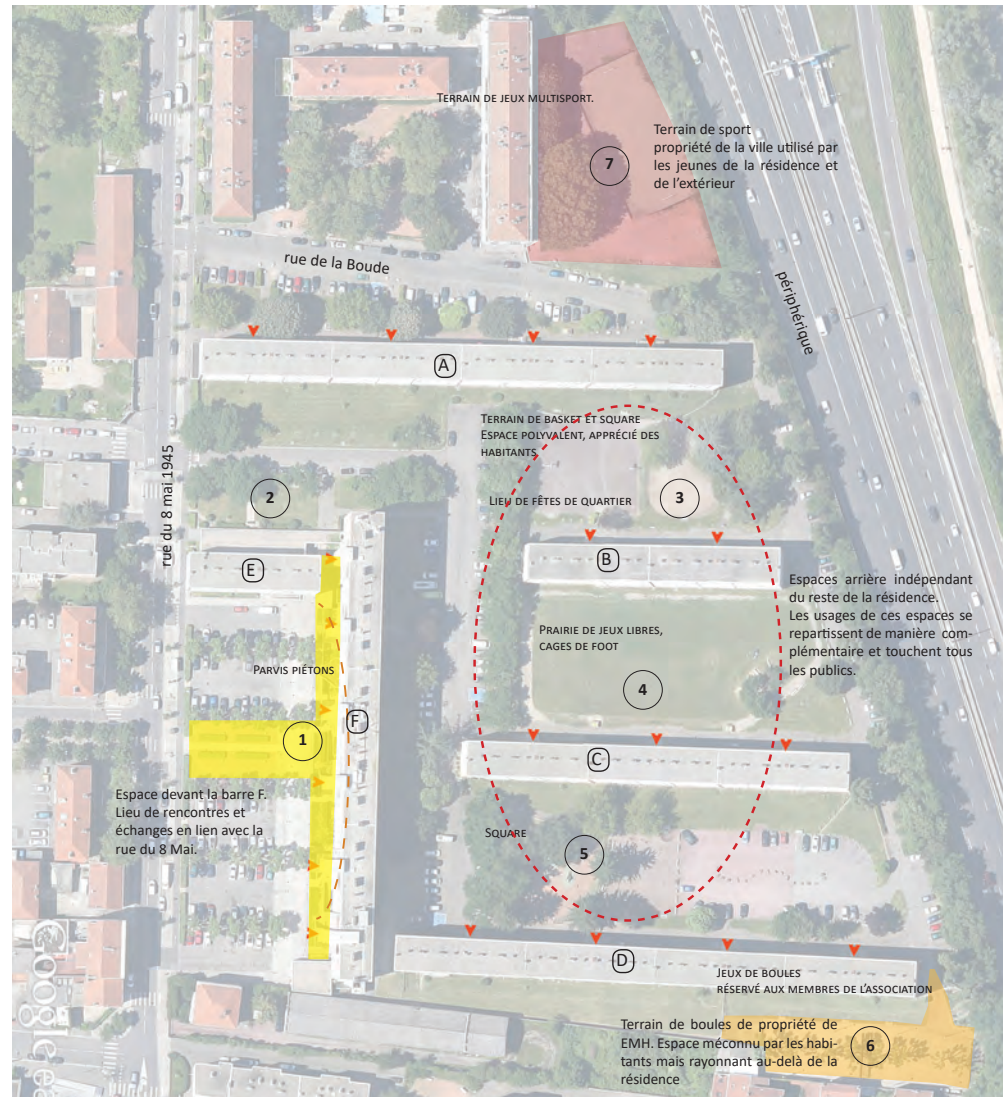 TERRAIN DE JEUX MULTISPORT.
Terrain de sport
propriété de la ville utilisé par
les jeunes de la résidence et
de l'extérieur
7
rue de la Boude
périphérique
A
TERRAIN DE BASKET ET SQUARE
ESPACE POLYVALENT, APPRÉCIÉ DES
HABITANTS
rue du 8 mai 1945
2
3
LIEU DE FÊTES DE QUARTIER
B
E
Espaces arrière indépendant
du reste de la résidence.
Les usages de ces espaces se
repartissent de manière com-
plémentaire et touchent tous
les publics.
PRAIRIE DE JEUX LIBRES,
CAGES DE FOOT
PARVIS PIÉTONS
4
F
1
C
Espace devant la barre F.
Lieu de rencontres et
échanges en lien avec la
rue du 8 Mai.
SQUARE
5
D
JEUX DE BOULES
RÉSERVÉ AUX MEMBRES DE L'ASSOCIATION
Terrain de boules de propriété de
EMH. Espace méconnu par les habi-
tants mais rayonnant au-delà de la
résidence
6
Google